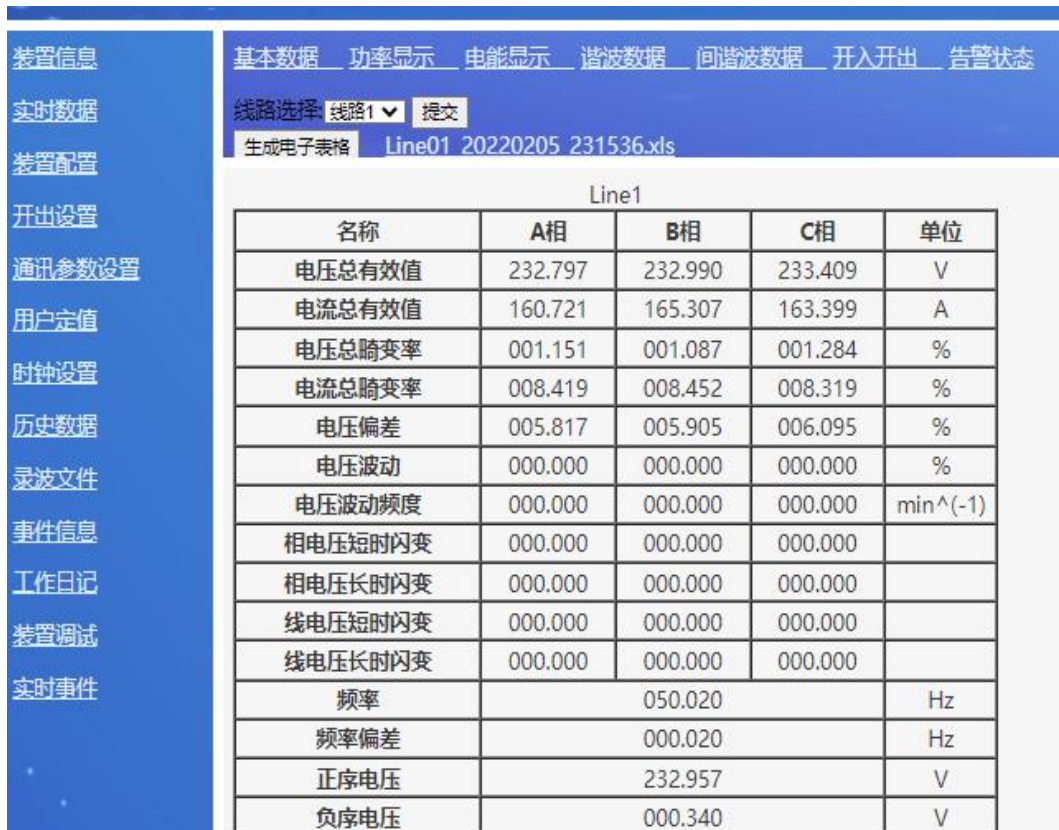 装置信息
实时数据
装置配置
开出设置
通讯参数设置
用户定值
时钟设置
历史数据
录波文件
事件信息
工作日记
装置调试
实时事件
基本数据 功率显示 电能显示 谐波数据 间谐波数据 开入开出 告警状态
线路选择: 线路1 提交
生成电子表格 Line01_20220205_231536.xls
Line1
名称 A相 B相 C相 单位
电压总有效值 232.797 232.990 233.409 V
电流总有效值 160.721 165.307 163.399 A
电压总畸变率 001.151 001.087 001.284 %
电流总畸变率 008.419 008.452 008.319 %
电压偏差 005.817 005.905 006.095 %
电压波动 000.000 000.000 000.000 %
电压波动频度 000.000 000.000 000.000 min^(-1)
相电压短时闪变 000.000 000.000 000.000
相电压长时闪变 000.000 000.000 000.000
线电压短时闪变 000.000 000.000 000.000
线电压长时闪变 000.000 000.000 000.000
频率 050.020 Hz
频率偏差 000.020 Hz
正序电压 232.957 V
负序电压 000.340 V